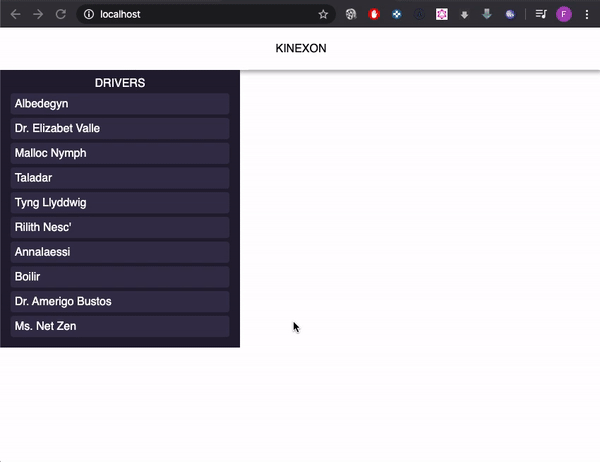 localhost
F
KINEXON
DRIVERS
Albedegyn
Dr. Elizabet Valle
Malloc Nymph
Taladar
Tyng Llyddwig
Rilith Nesc'
Annalaessi
Boilir
Dr. Amerigo Bustos
Ms. Net Zen